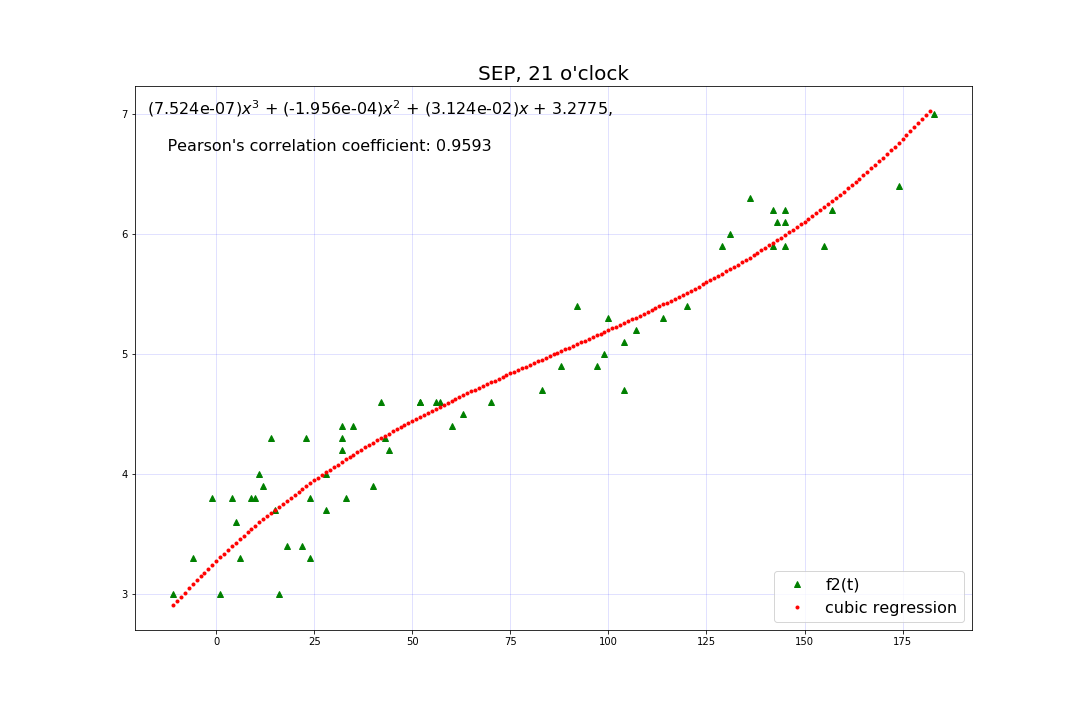 SEP, 21 o'clock
(7.524e-07)x³ + (-1.956e-04)x² + (3.124e-02)x + 3.2775,
Pearson's correlation coefficient: 0.9593
7
6
5
4
3
f2(t)
cubic regression
0 25 50 75 100 125 150 175